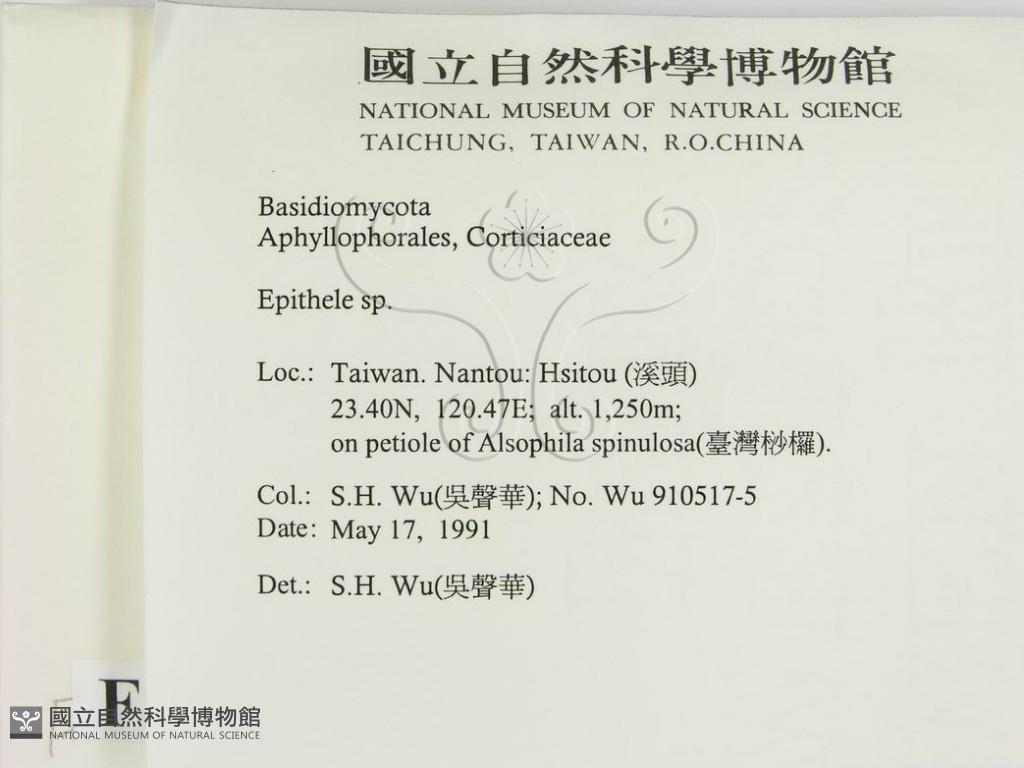 國立自然科學博物館
NATIONAL MUSEUM OF NATURAL SCIENCE
TAICHUNG, TAIWAN, R.O.CHINA
Basidiomycota
Aphyllophorales, Corticiaceae
Epithele sp.
Loc.: Taiwan. Nantou: Hsitou (溪頭)
23.40N, 120.47E; alt. 1,250m;
on petiole of Alsophila spinulosa(臺灣桫欏).
Col.: S.H. Wu(吳聲華); No. Wu 910517-5
Date: May 17, 1991
Det.: S.H. Wu(吳聲華)
F
國立自然科學博物館
NATIONAL MUSEUM OF NATURAL SCIENCE